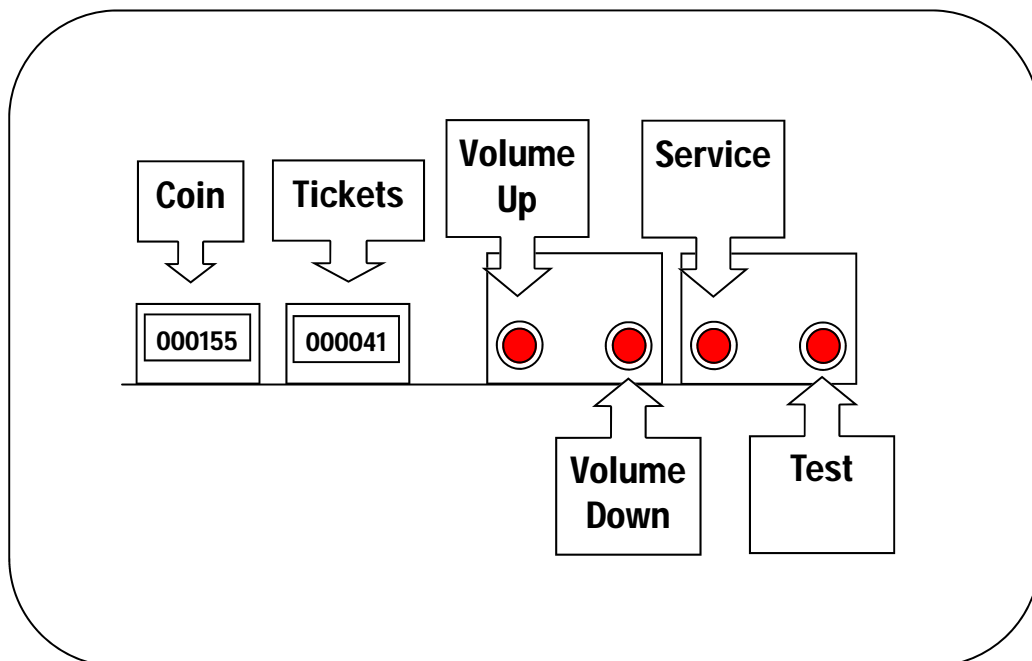 Coin
Tickets
Volume
Up
Service
000155
000041
Volume
Down
Test